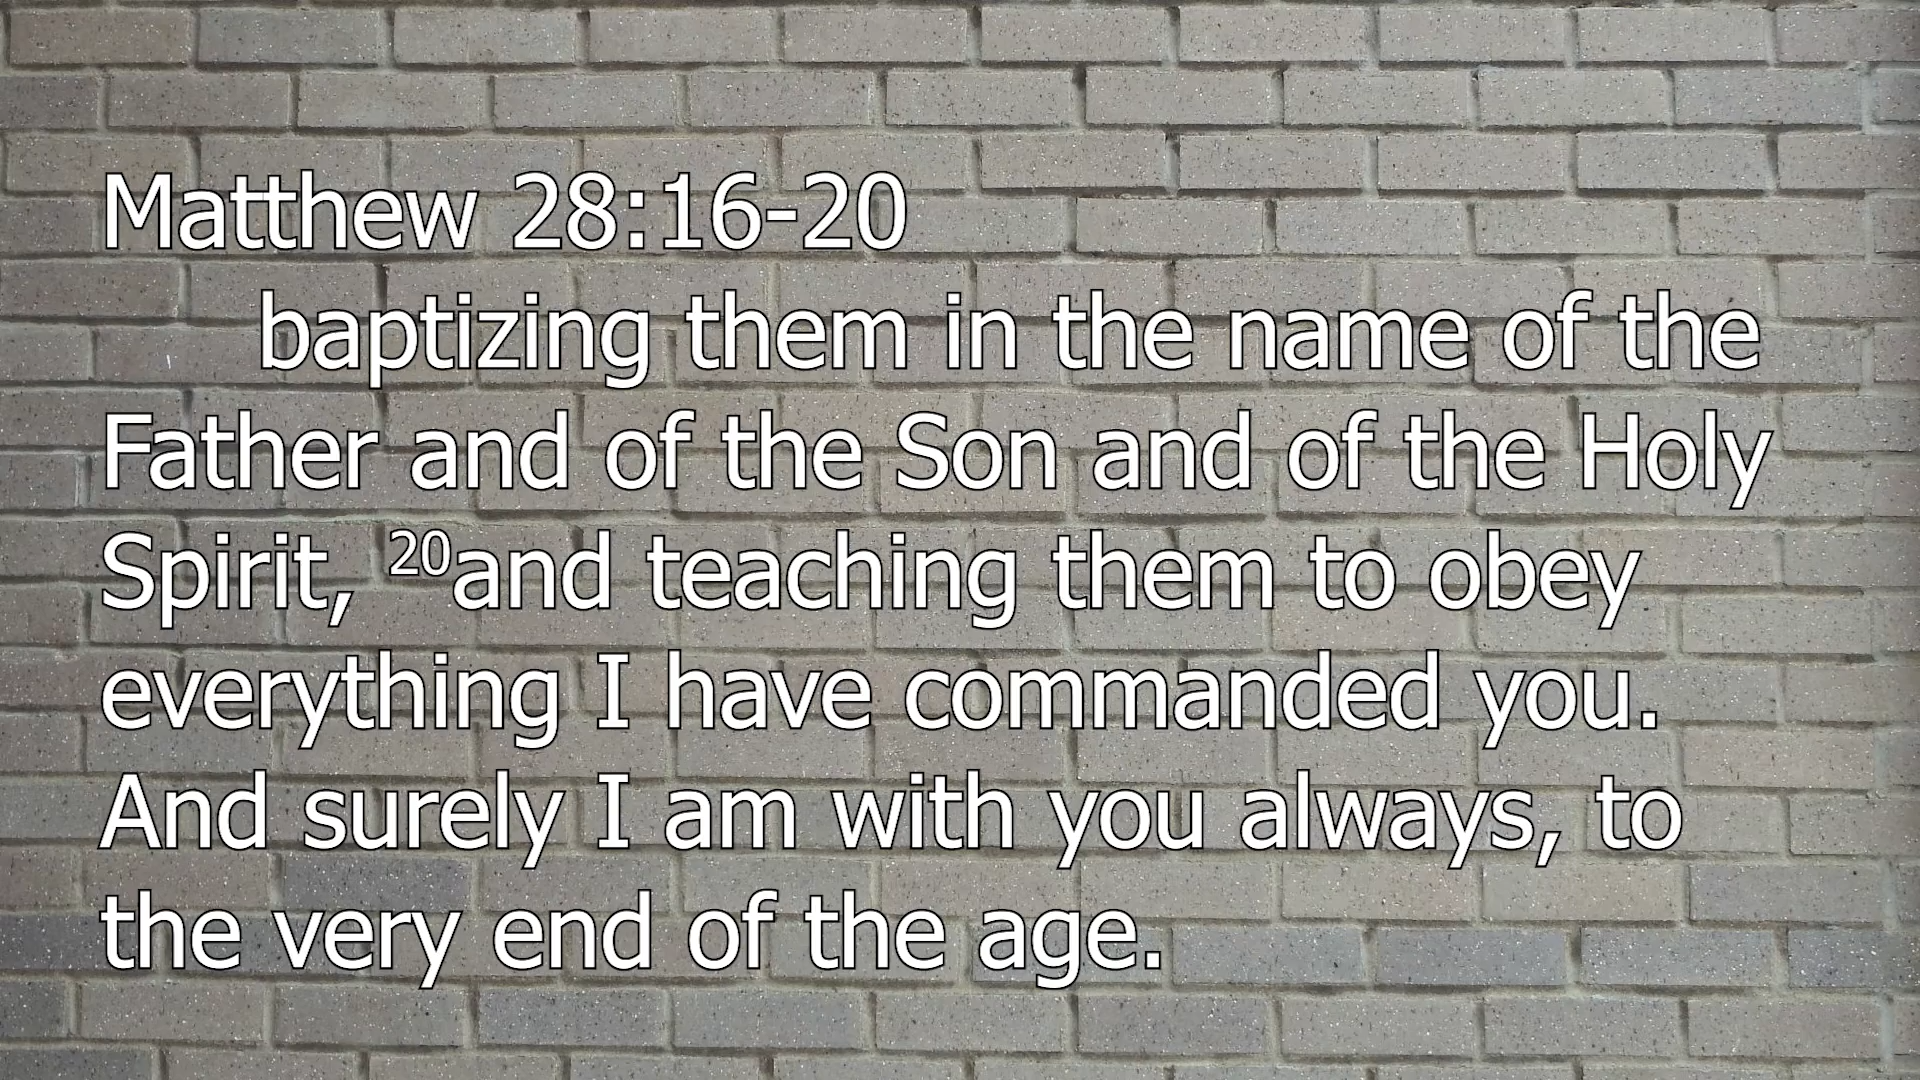 Matthew 28:16-20
baptizing them in the name of the
Father and of the Son and of the Holy
Spirit, 20and teaching them to obey
everything I have commanded you.
And surely I am with you always, to
the very end of the age.